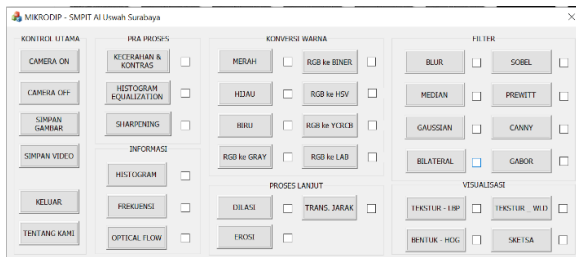 MIKRODIP - SMPIT Al Uswah Surabaya
KONTROL UTAMA
CAMERA ON
CAMERA OFF
SIMPAN
GAMBAR
SIMPAN VIDEO
KELUAR
TENTANG KAMI
PRA PROSES
KECERAHAN &
KONTRAS
HISTOGRAM
EQUALIZATION
SHARPENING
INFORMASI
HISTOGRAM
FREKUENSI
OPTICAL FLOW
KONVERSI WARNA
MERAH
RGB ke BINER
HIJAU
RGB ke HSV
BIRU
RGB ke YCRCB
RGB ke GRAY
RGB ke LAB
PROSES LANJUT
DILASI
TRANS. JARAK
EROSI
FILTER
BLUR
SOBEL
MEDIAN
PREWITT
GAUSSIAN
CANNY
BILATERAL
GABOR
VISUALISASI
TEKSTUR - LBP
TEKSTUR _ WLD
BENTUK - HOG
SKETSA